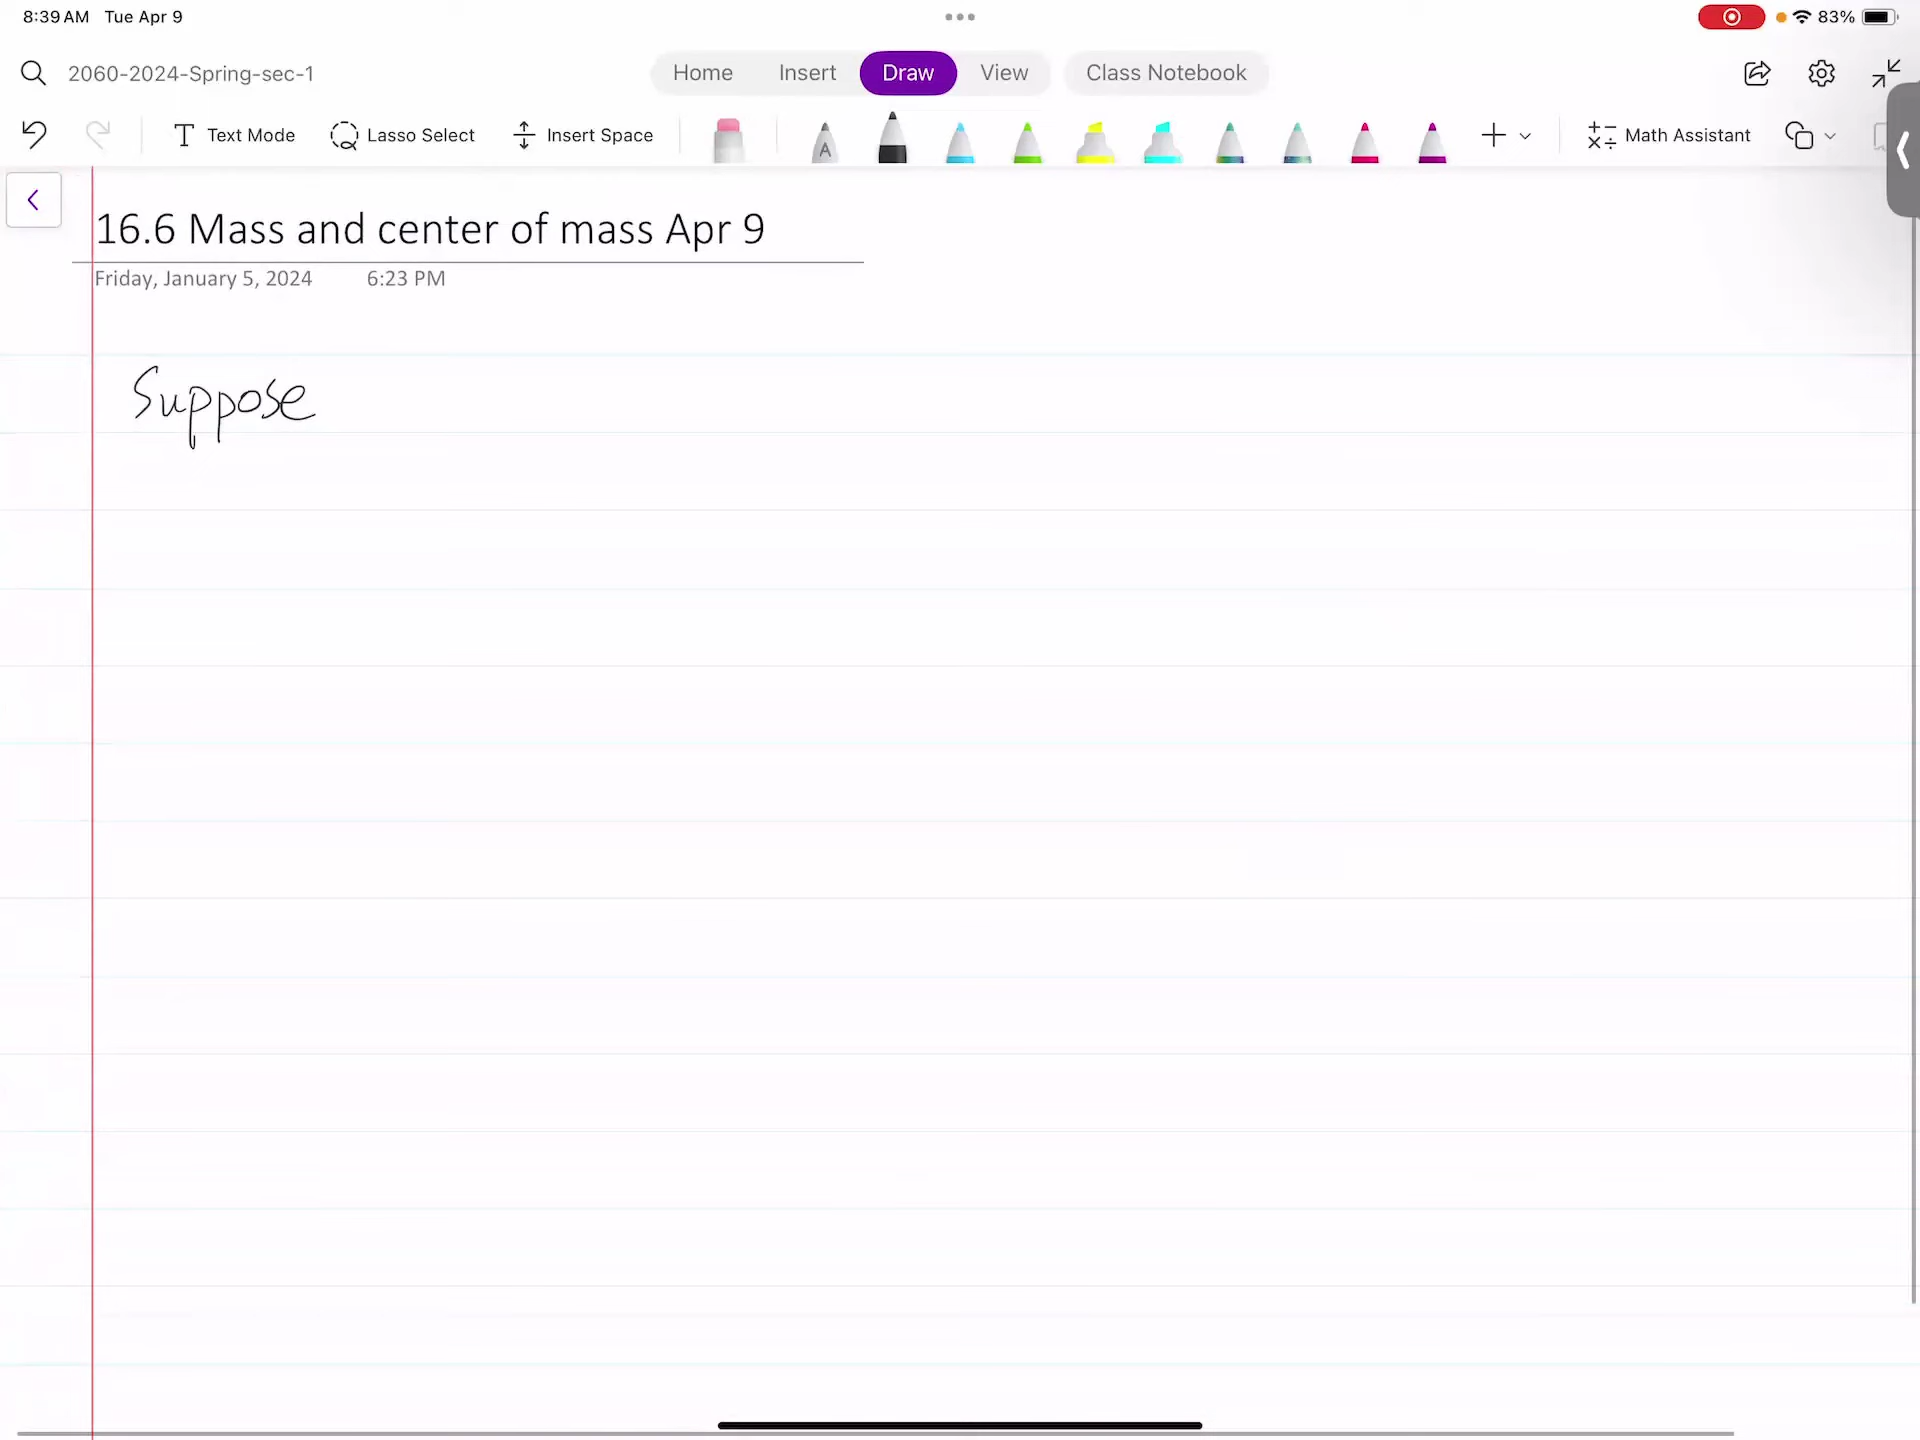 8:39 AM Tue Apr 9
83%
2060-2024-Spring-sec-1
Home Insert Draw View Class Notebook
Text Mode Lasso Select Insert Space A Math Assistant
16.6 Mass and center of mass Apr 9
Friday, January 5, 2024 6:23 PM
Suppose